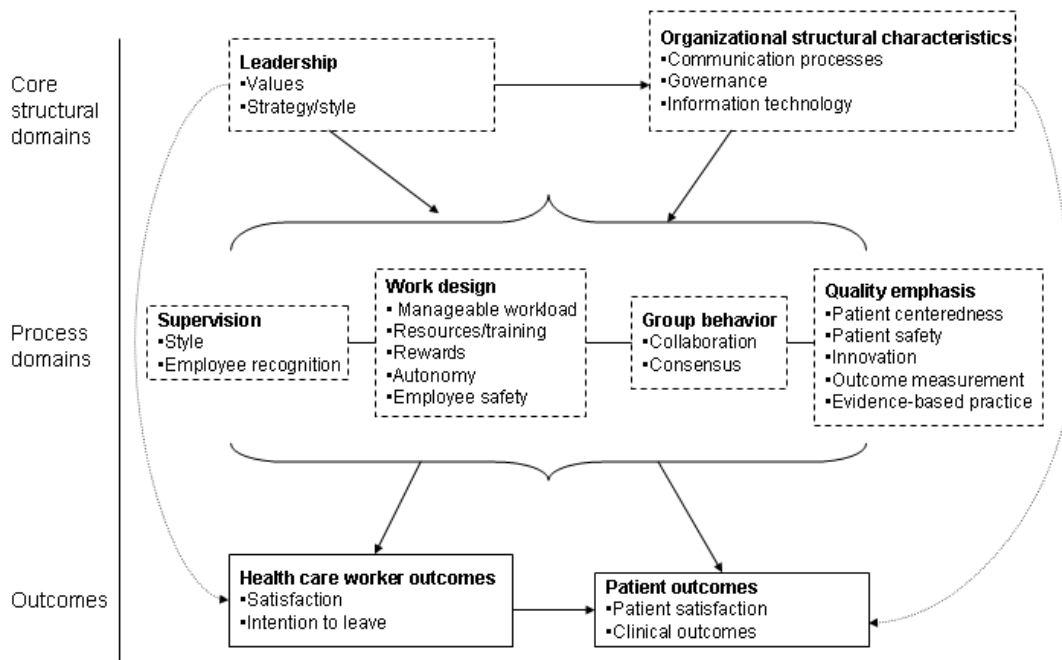 Core
structural
domains
Leadership
▪Values
▪Strategy/style
Organizational structural characteristics
▪Communication processes
▪Governance
▪Information technology
Process
domains
Supervision
▪Style
▪Employee recognition
Work design
▪ Manageable workload
▪Resources/training
▪Rewards
▪Autonomy
▪Employee safety
Group behavior
▪Collaboration
▪Consensus
Quality emphasis
▪Patient centeredness
▪Patient safety
▪Innovation
▪Outcome measurement
▪Evidence-based practice
Outcomes
Health care worker outcomes
▪Satisfaction
▪Intention to leave
Patient outcomes
▪Patient satisfaction
▪Clinical outcomes